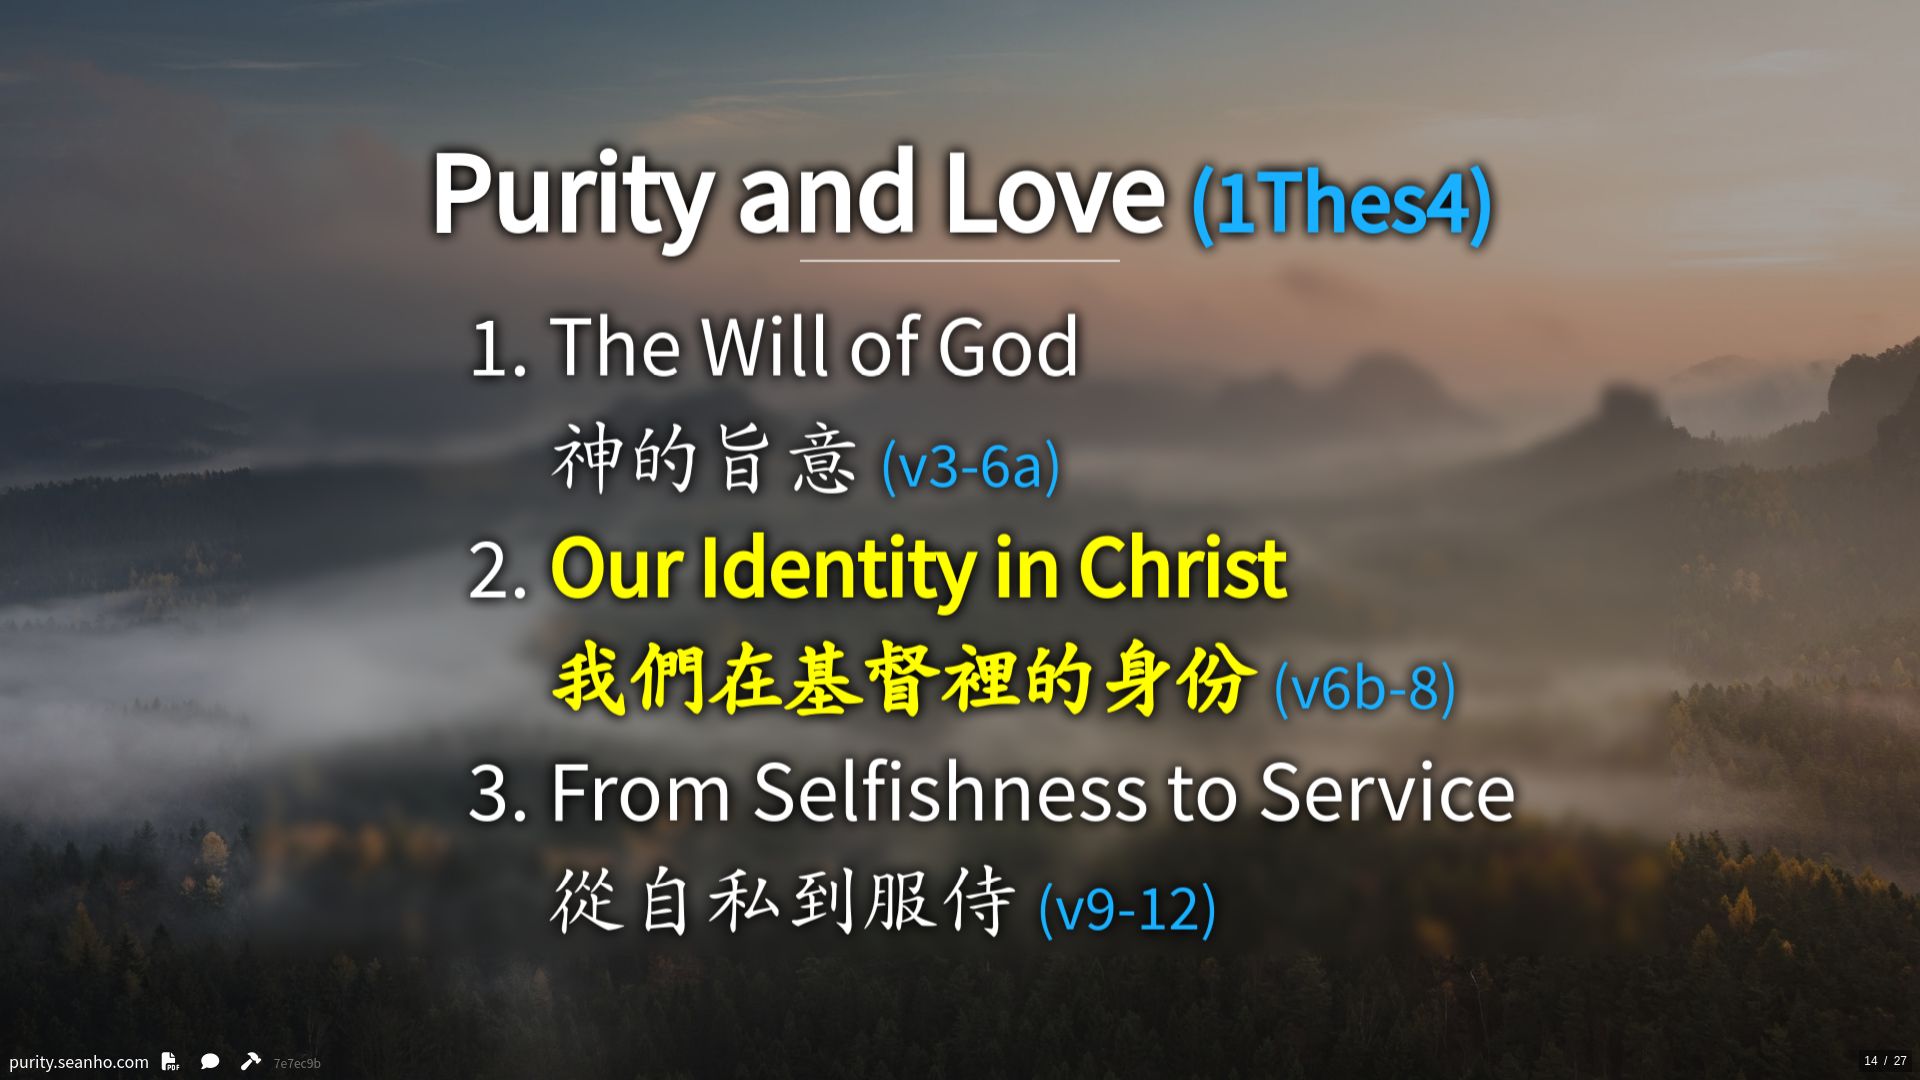 Purity and Love (1Thes4)
1. The Will of God
神的旨意 (v3-6a)
2. Our Identity in Christ
我們在基督裡的身份 (v6b-8)
3. From Selfishness to Service
從自私到服侍 (v9-12)
purity.seanho.com PDF 7e7ec9b
14 / 27